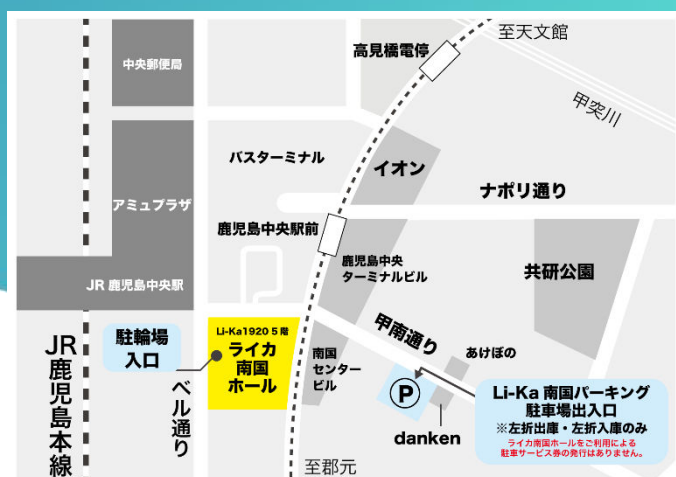 至天文館
高見橋電停
中央郵便局
甲突川
バスターミナル
イオン
ナポリ通り
アミュプラザ
鹿児島中央駅前
鹿児島中央
ターミナルビル
共研公園
JR 鹿児島中央駅
駐輪場
入口
Li-Ka1920 5 階
ライカ
南国
ホール
甲南通り
あけぼの
JR鹿児島本線
ベル通り
南国
センター
ビル
P
Li-Ka 南国パーキング
駐車場出入口
※左折出庫・左折入庫のみ
ライカ南国ホールをご利用による
駐車サービス券の発行はありません。
danken
至郡元